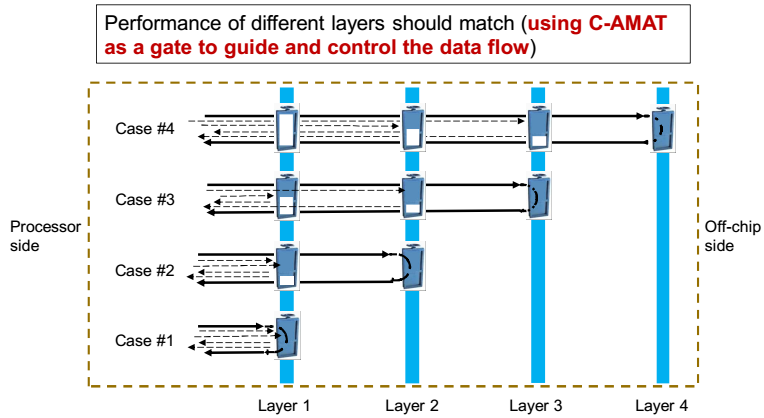 Performance of different layers should match (using C-AMAT
as a gate to guide and control the data flow)
Case #4
Case #3
Processor
side
Off-chip
side
Case #2
Case #1
Layer 1
Layer 2
Layer 3
Layer 4